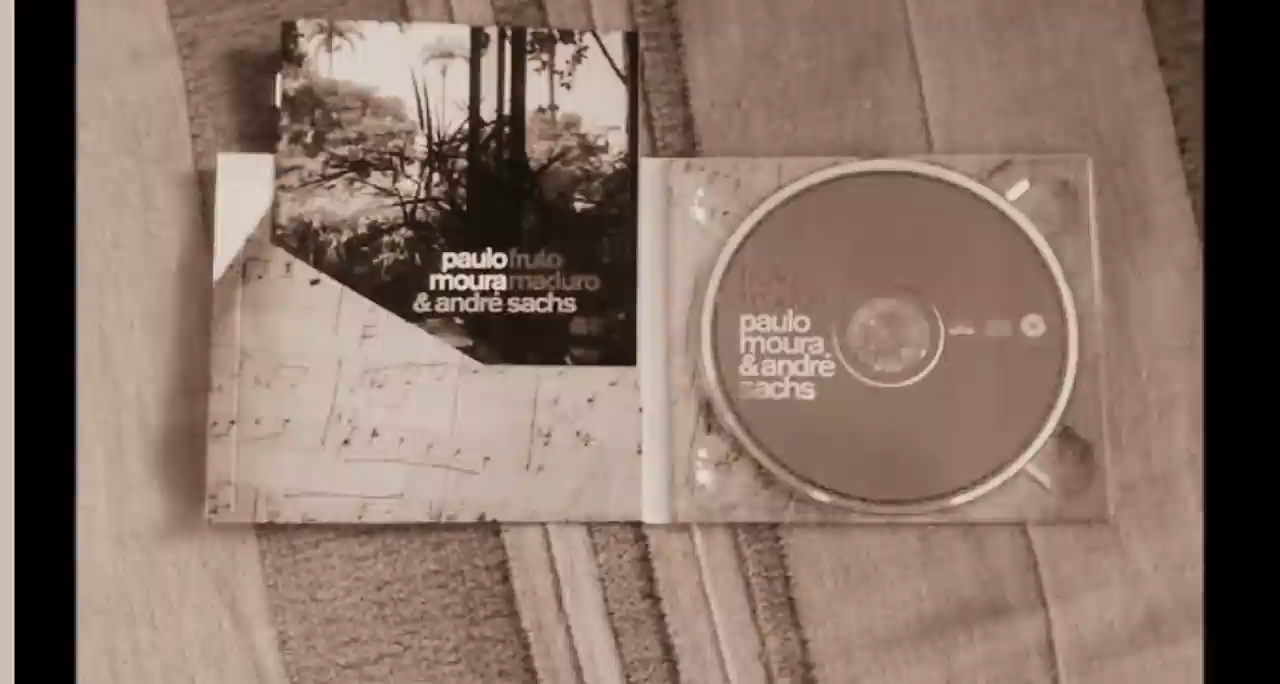 paulo fruto
moura maduro
& andré sachs
paulo
moura
& andré
sachs